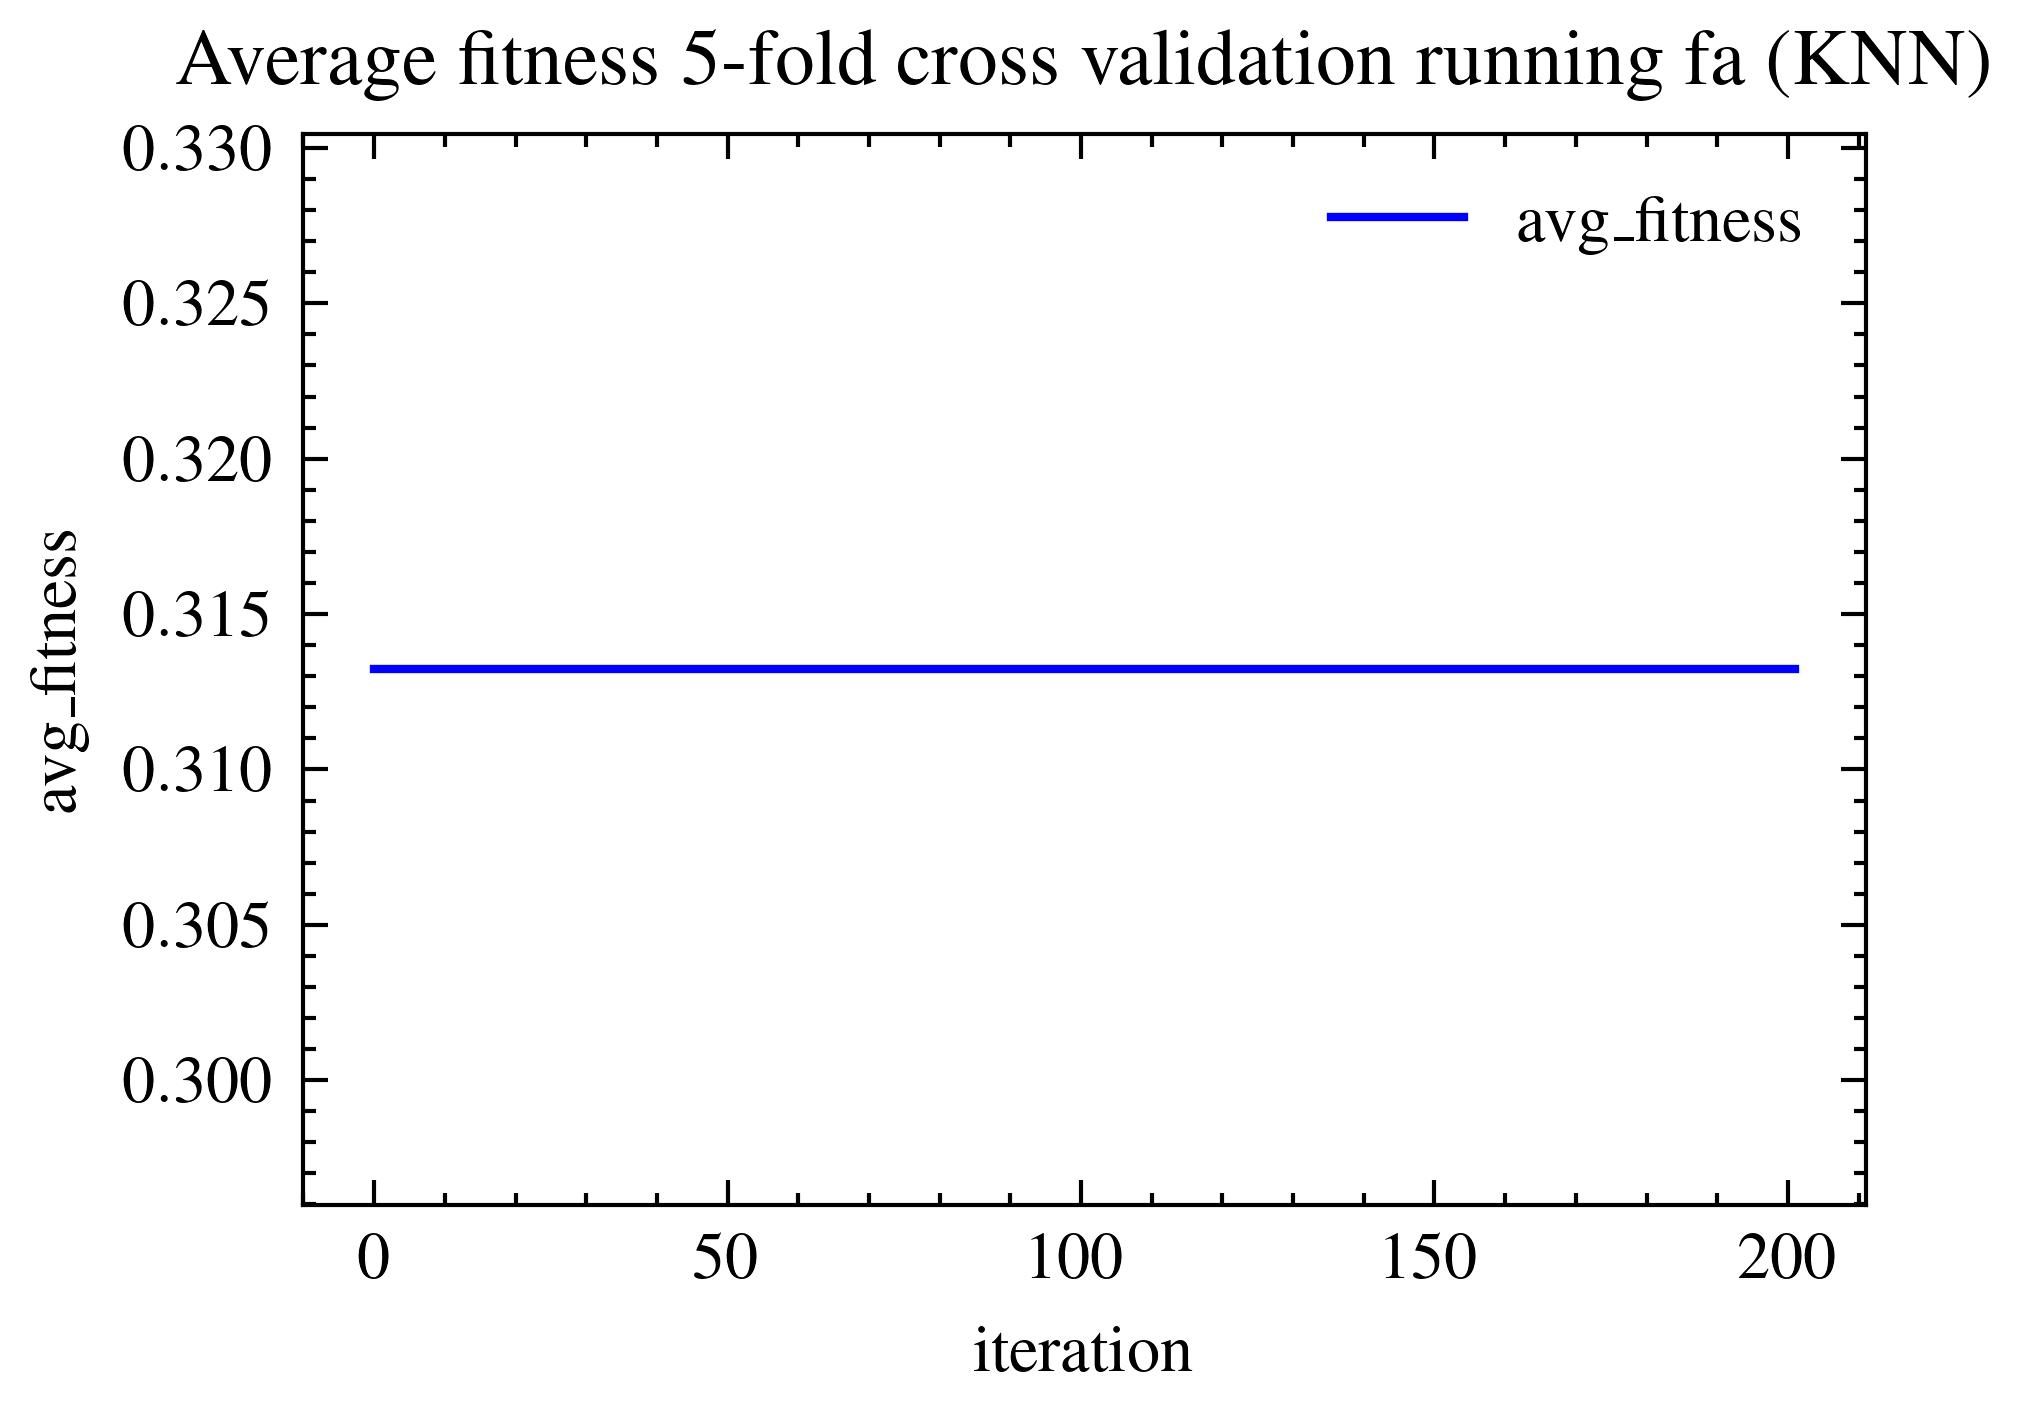 Average fitness 5-fold cross validation running fa (KNN)
avg_fitness
0.330
0.325
0.320
0.315
0.310
0.305
0.300
avg_fitness
0 50 100 150 200
iteration